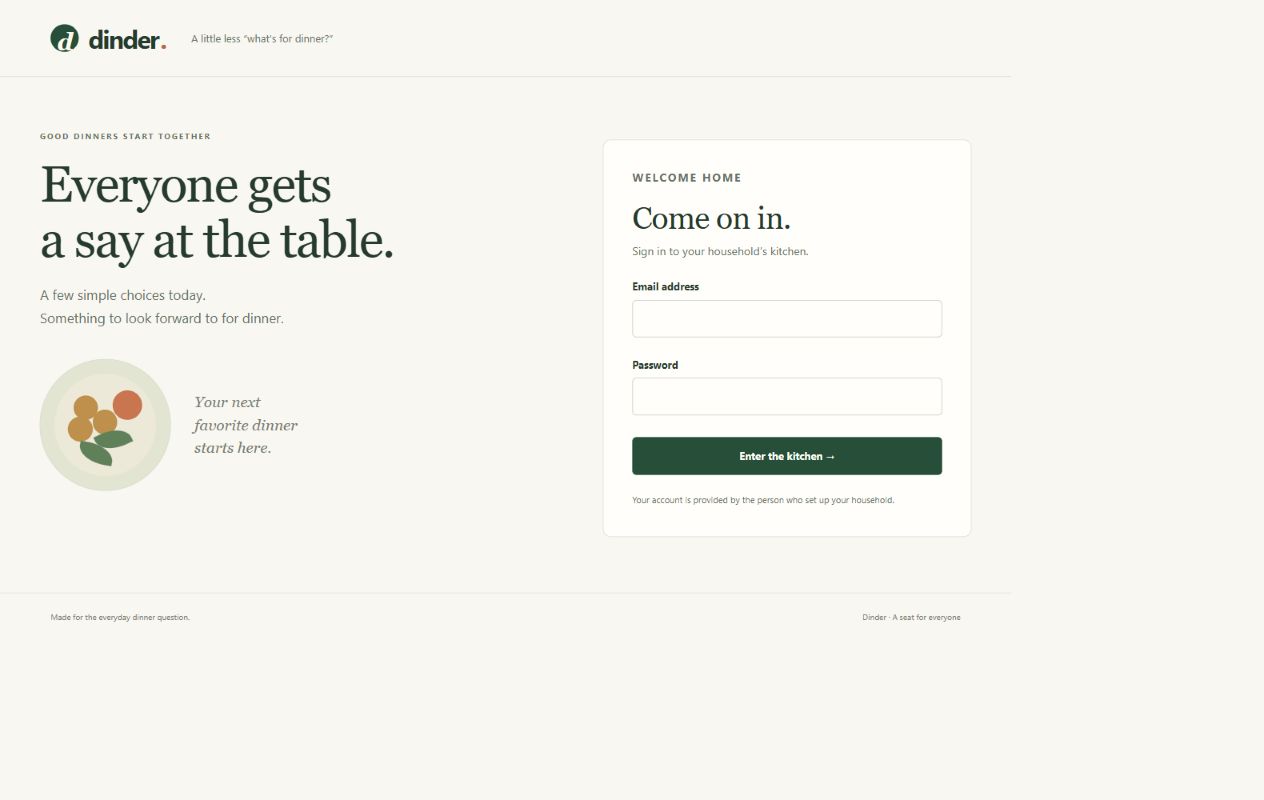 d dinder.
A little less “what’s for dinner?”
GOOD DINNERS START TOGETHER
Everyone gets
a say at the table.
A few simple choices today.
Something to look forward to for dinner.
Your next
favorite dinner
starts here.
WELCOME HOME
Come on in.
Sign in to your household’s kitchen.
Email address
Password
Enter the kitchen →
Your account is provided by the person who set up your household.
Made for the everyday dinner question.
Dinder · A seat for everyone